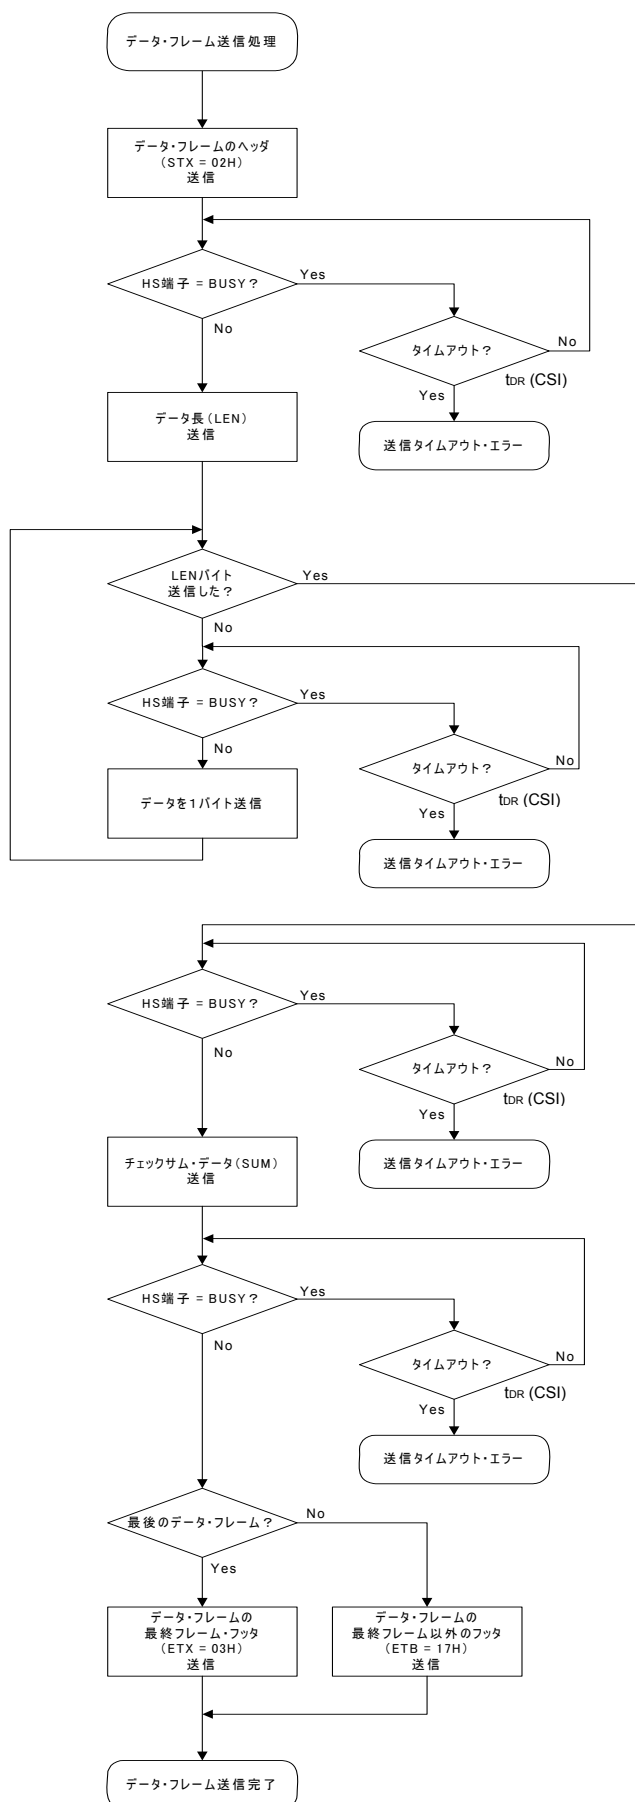 データ・フレーム送信処理
データ・フレームのヘッダ
(STX = 02H)
送信
HS端子 = BUSY?
Yes
No
タイムアウト?
No
tDR (CSI)
Yes
データ長(LEN)
送信
送信タイムアウト・エラー
LENバイト
送信した?
Yes
No
HS端子 = BUSY?
Yes
No
タイムアウト?
No
tDR (CSI)
Yes
データを1バイト送信
送信タイムアウト・エラー
HS端子 = BUSY?
Yes
No
タイムアウト?
No
tDR (CSI)
Yes
チェックサム・データ(SUM)
送信
送信タイムアウト・エラー
HS端子 = BUSY?
Yes
No
タイムアウト?
No
tDR (CSI)
Yes
送信タイムアウト・エラー
最後のデータ・フレーム?
No
Yes
データ・フレームの
最終フレーム・フッタ
(ETX = 03H)
送信
データ・フレームの
最終フレーム以外のフッタ
(ETB = 17H)
送信
データ・フレーム送信完了